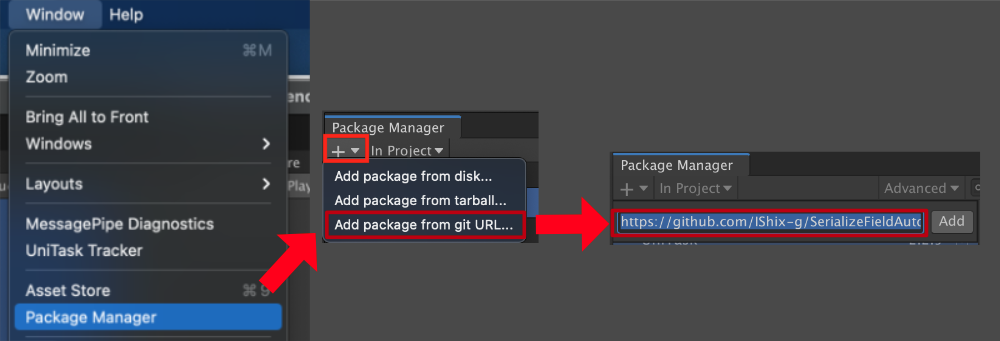 Window Help
Minimize ⌘M
Zoom
Bring All to Front
Windows
Layouts
MessagePipe Diagnostics
UniTask Tracker
Asset Store ⌘9
Package Manager
Package Manager
+ In Project
Add package from disk...
Add package from tarball...
Add package from git URL...
Package Manager
+ In Project Advanced
https://github.com/IShix-g/SerializeFieldAuto
Add